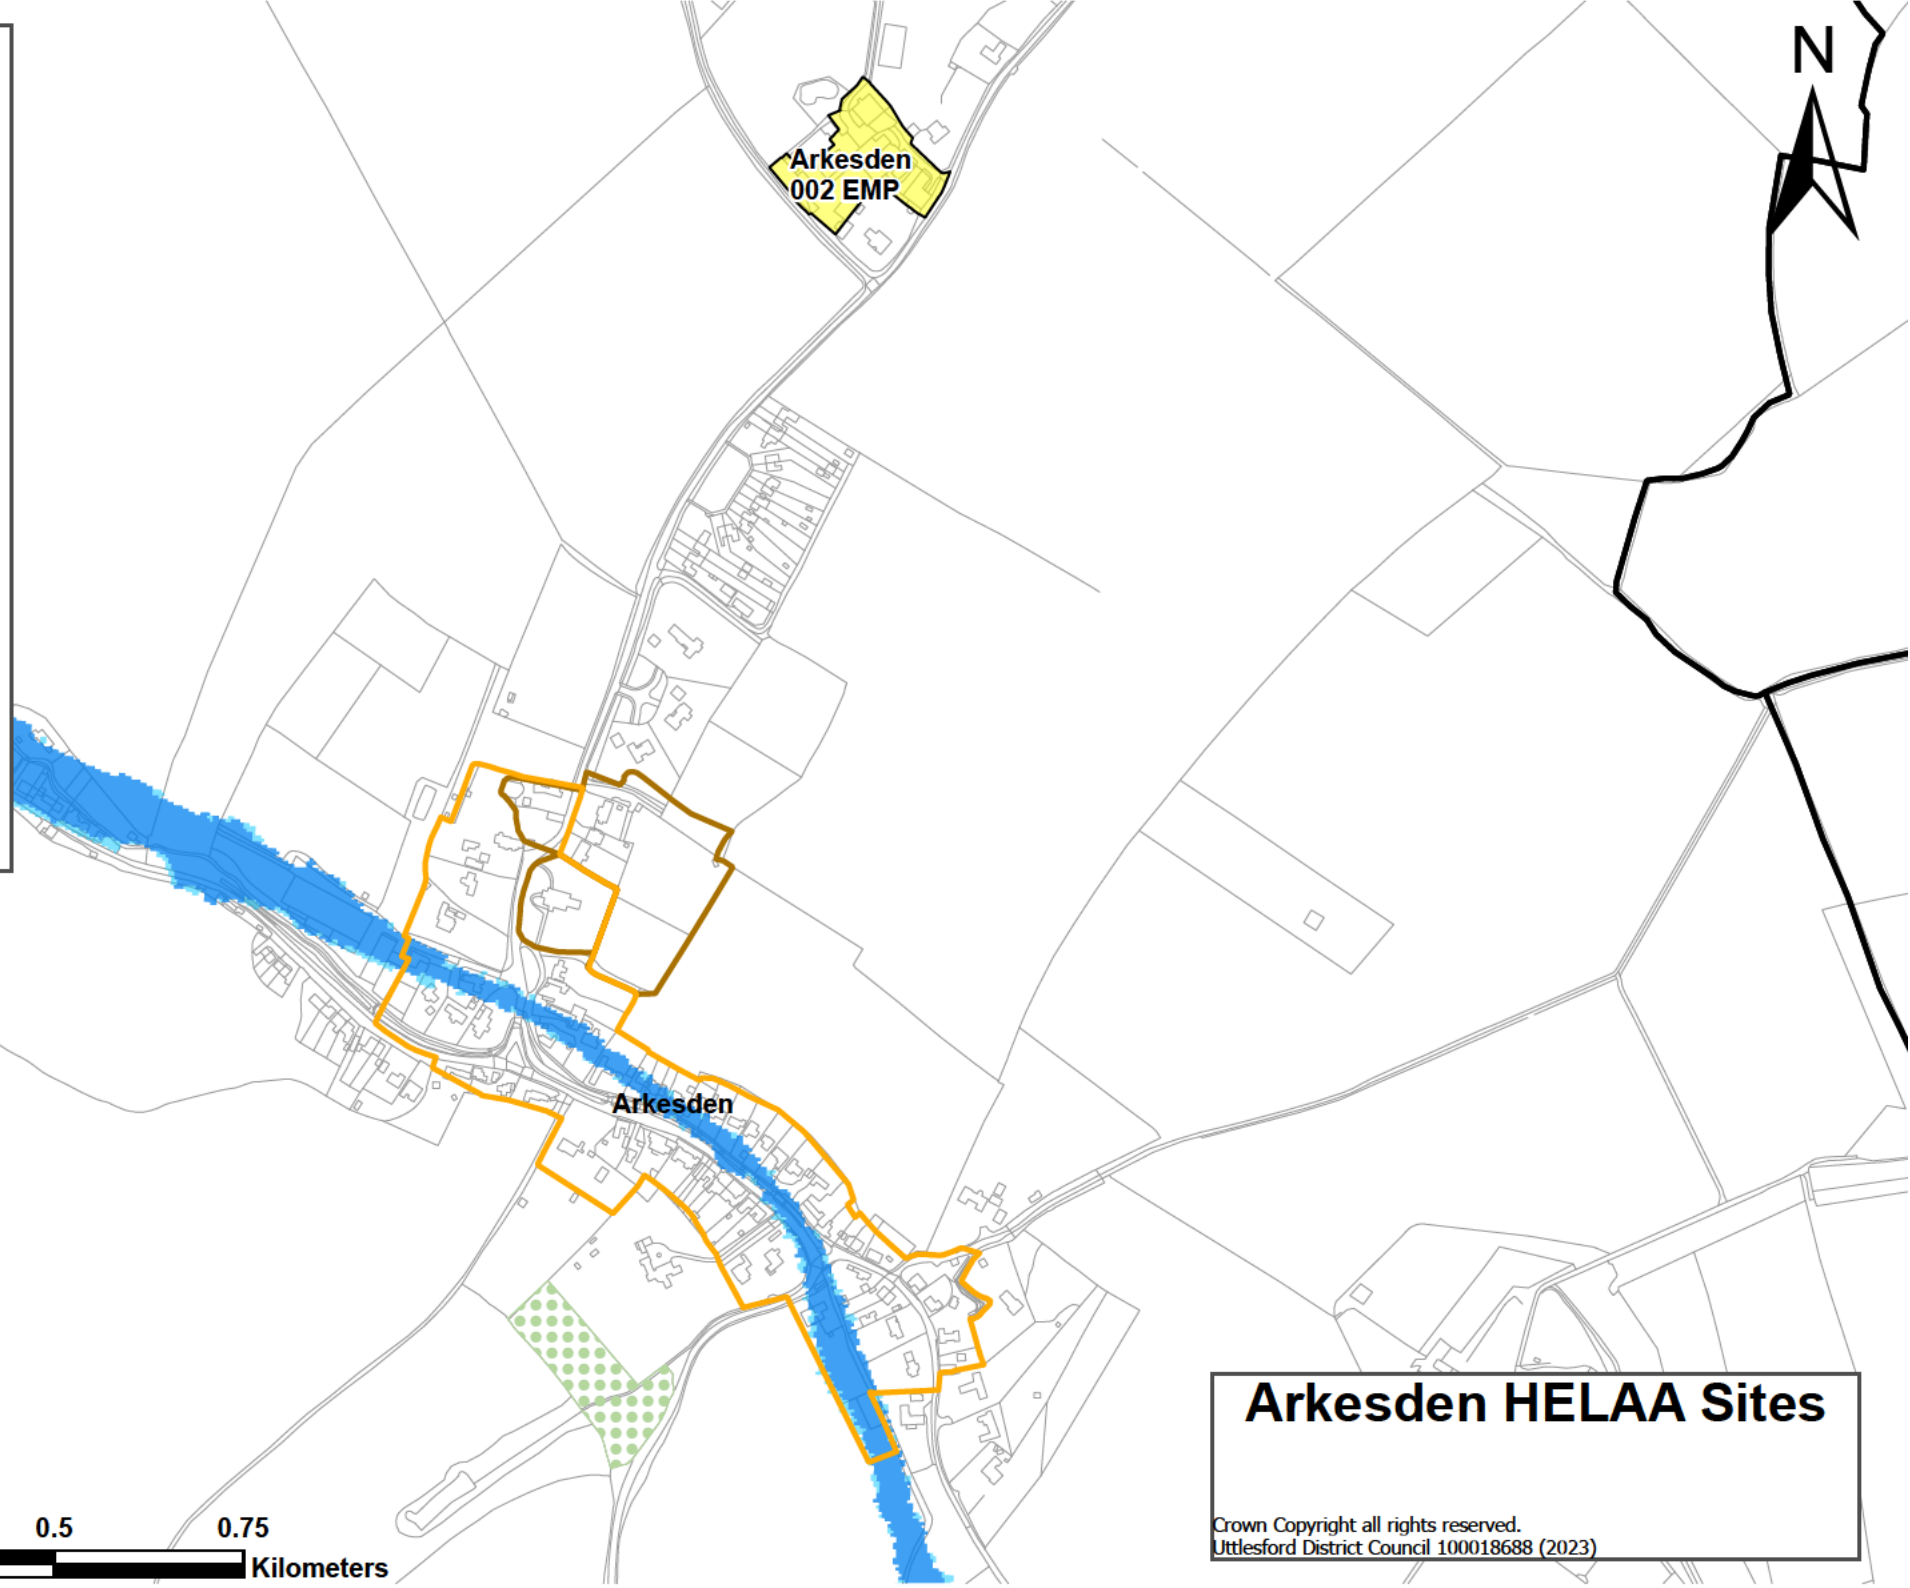 N
Arkesden
002 EMP
Arkesden
Arkesden HELAA Sites
Crown Copyright all rights reserved.
Uttlesford District Council 100018688 (2023)
0.5 0.75
Kilometers